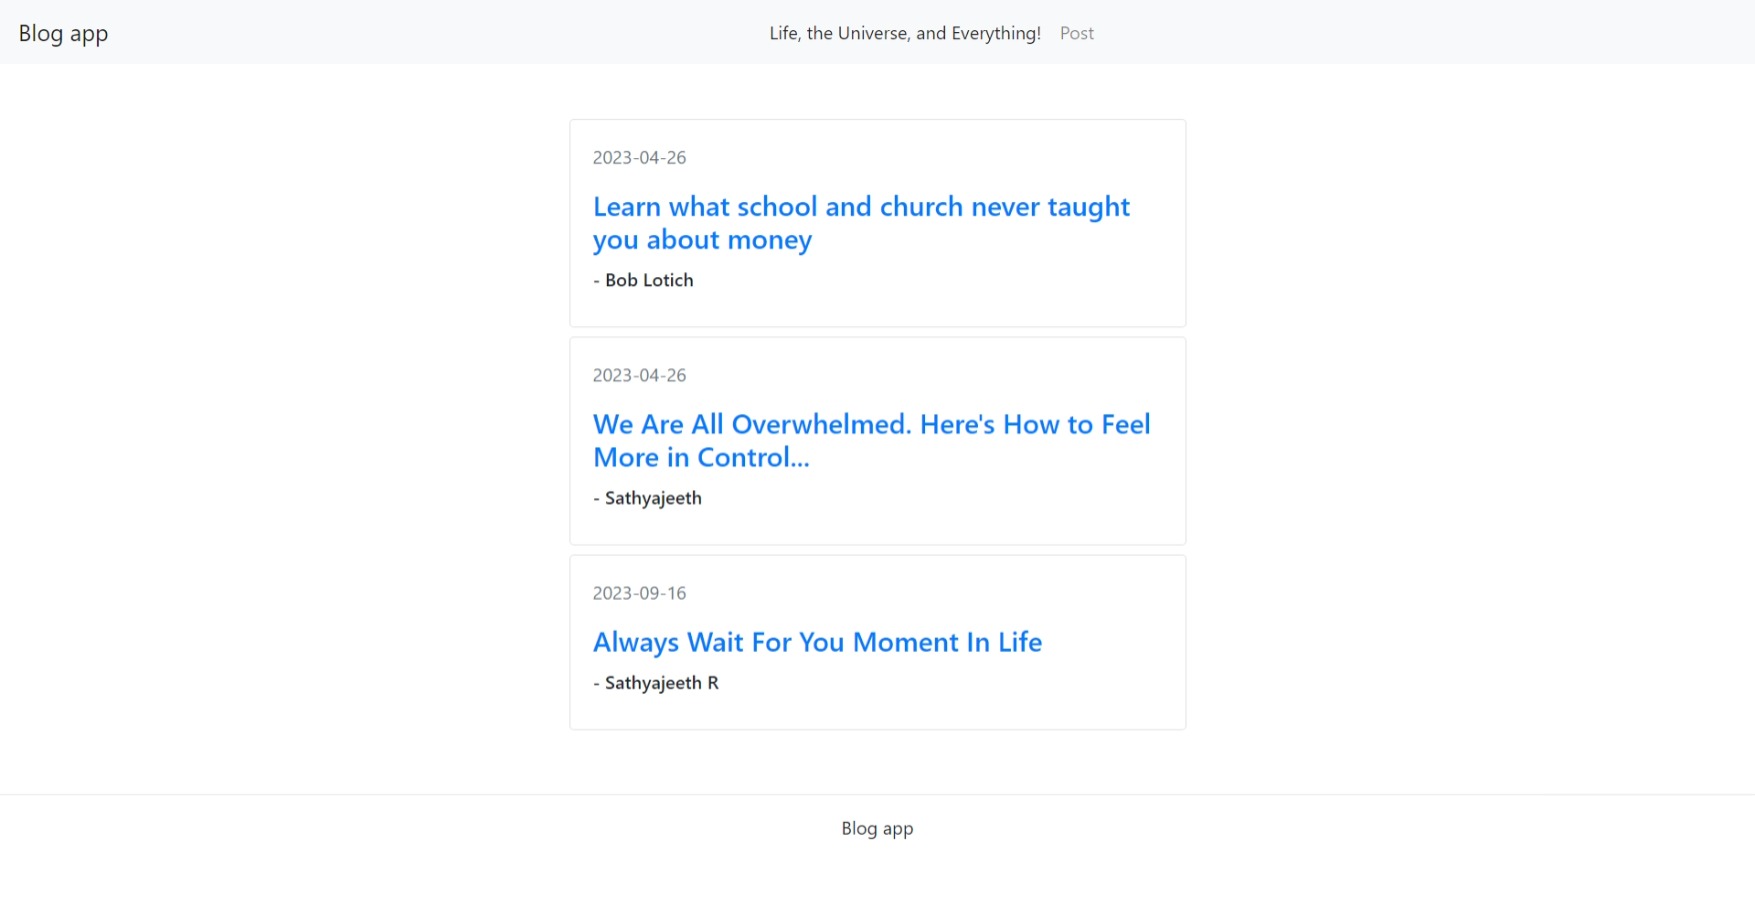 Blog app
Life, the Universe, and Everything! Post
2023-04-26
Learn what school and church never taught
you about money
- Bob Lotich
2023-04-26
We Are All Overwhelmed. Here's How to Feel
More in Control...
- Sathyajeeth
2023-09-16
Always Wait For You Moment In Life
- Sathyajeeth R
Blog app